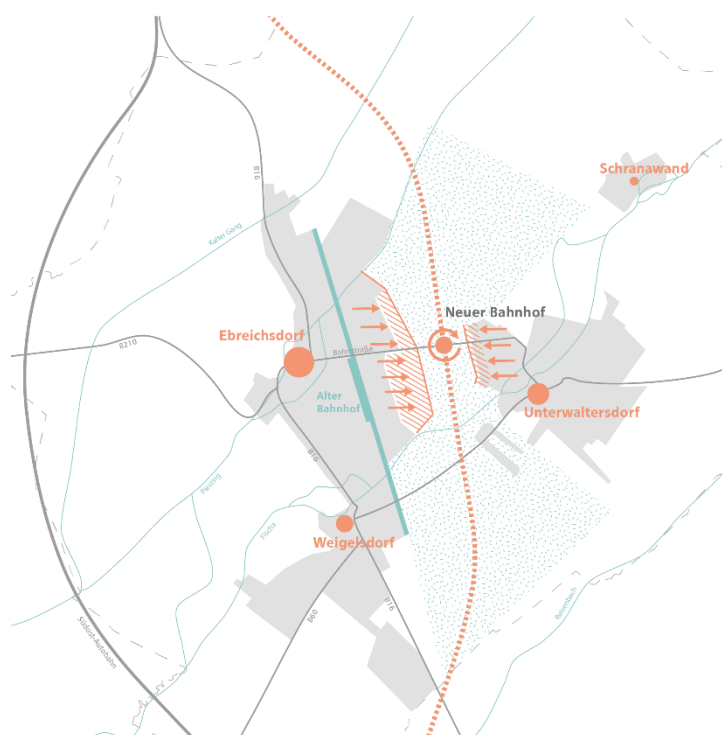 B16
Schranawand
Kalter Gang
Neuer Bahnhof
Ebreichsdorf
B210
Bahnstraße
Alter
Bahnhof
Unterwaltersdorf
B16
Piesting
Fischa
Weigelsdorf
B60
B16
Reisenbach
Südost-Autobahn